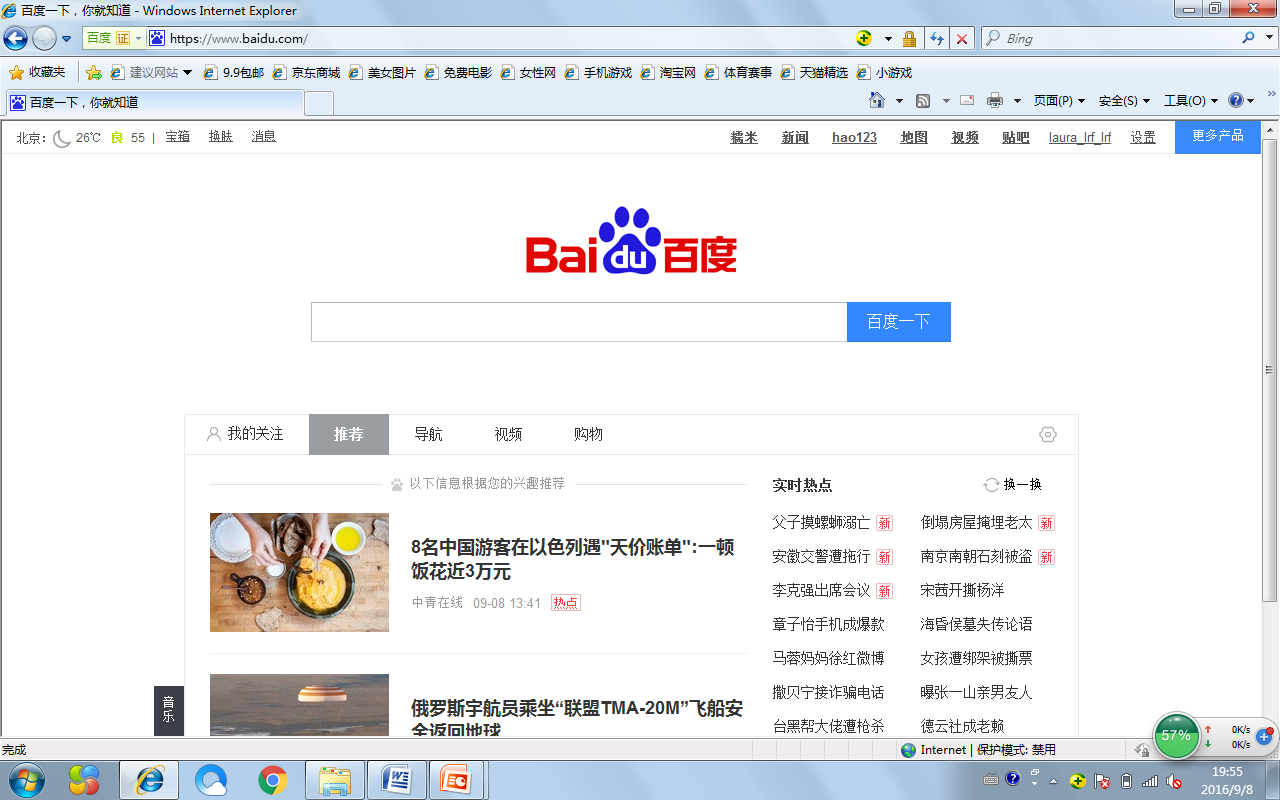 百度一下，你就知道 - Windows Internet Explorer
百度 证 https://www.baidu.com/ Bing
收藏夹 建议网站 9.9包邮 京东商城 美女图片 免费电影 女性网 手机游戏 淘宝网 体育赛事 天猫精选 小游戏
百度一下，你就知道 页面(P) 安全(S) 工具(O)
北京: 26℃ 良 55 | 宝箱 换肤 消息 糯米 新闻 hao123 地图 视频 贴吧 laura_lrf_lrf 设置 更多产品
Bai du 百度
百度一下
我的关注 推荐 导航 视频 购物
以下信息根据您的兴趣推荐
8名中国游客在以色列遇"天价账单":一顿
饭花近3万元
中青在线 09-08 13:41 热点
俄罗斯宇航员乘坐“联盟TMA-20M”飞船安
全返回地球
实时热点 换一换
父子摸螺蛳溺亡 新 倒塌房屋掩埋老太 新
安徽交警遭拖行 新 南京南朝石刻被盗 新
李克强出席会议 新 宋茜开撕杨洋
章子怡手机成爆款 海昏侯墓失传论语
马蓉妈妈徐红微博 女孩遭绑架被撕票
撒贝宁接诈骗电话 曝张一山亲男友人
台黑帮大佬遭枪杀 德云社成老赖
音
乐
57% 0K/s
0K/s
完成 Internet | 保护模式: 禁用
19:55
2016/9/8